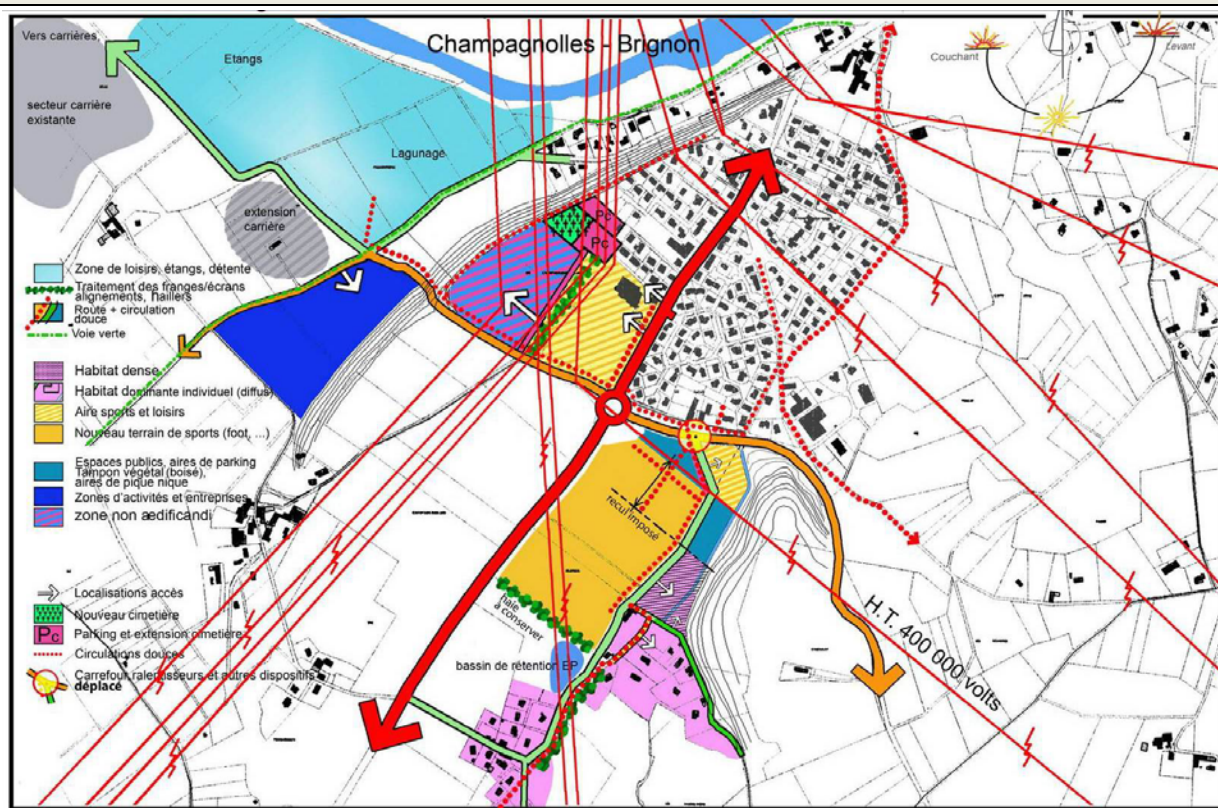 Champagnolles - Brignon
N
Couchant
Levant
Vers carrières
Etangs
secteur carrière
existante
Lagunage
extension
carrière
Pc
Pc
Zone de loisirs, étangs, détente
Traitement des franges/écrans
alignements, haillers
Route + circulation
douce
Voie verte
Habitat dense
Habitat dominante individuel (diffus)
Aire sports et loisirs
Nouveau terrain de sports (foot, ...)
Espaces publics, aires de parking
Tampon végétal (boisé),
aires de pique nique
Zones d'activités et entreprises
zone non ædificandi
Localisations accès
Nouveau cimetière
Pc
Parking et extension cimetière
Circulations douces
Carrefour, ralentisseurs et autres dispositifs
déplacé
recul imposé
haie
à conserver
bassin de rétention EP
H.T. 400 000 volts